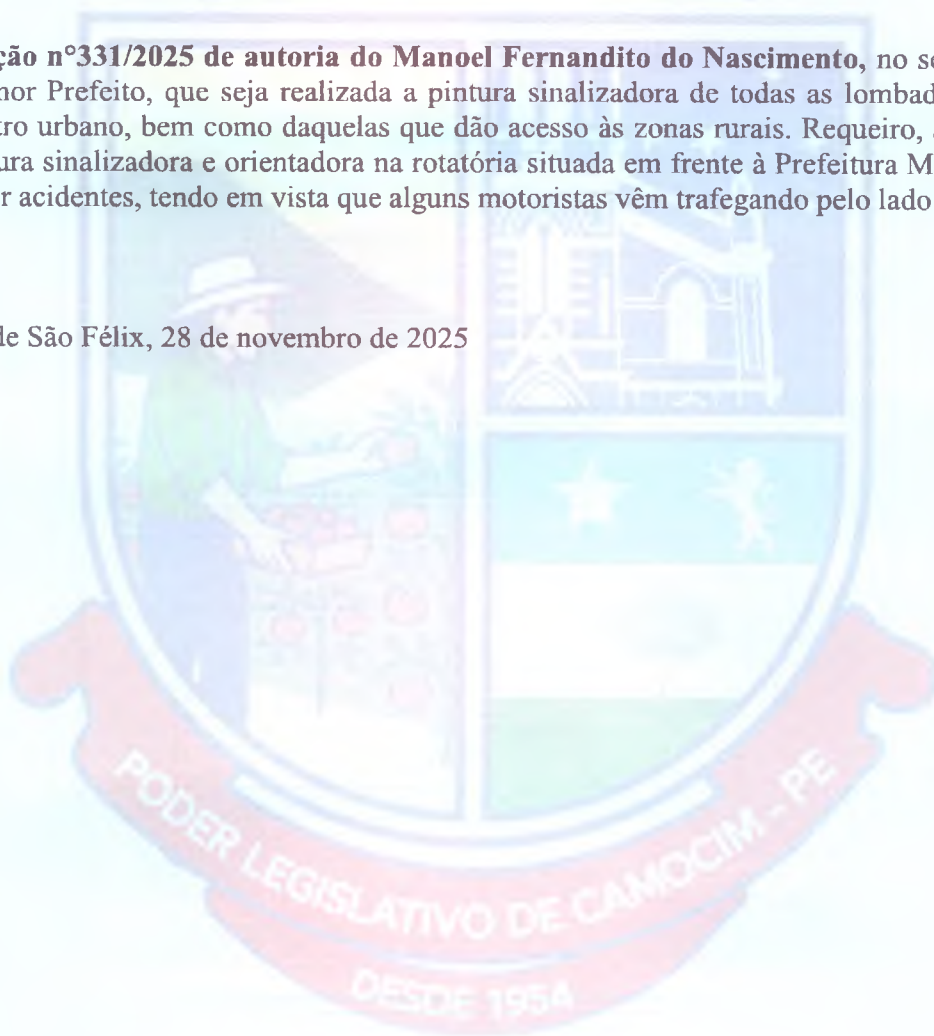 ção n°331/2025 de autoria do Manoel Fernandito do Nascimento, no se
nor Prefeito, que seja realizada a pintura sinalizadora de todas as lombad
tro urbano, bem como daquelas que dão acesso às zonas rurais. Requeiro,
ura sinalizadora e orientadora na rotatória situada em frente à Prefeitura M
r acidentes, tendo em vista que alguns motoristas vêm trafegando pelo lado
de São Félix, 28 de novembro de 2025
PODER LEGISLATIVO DE CAMOCIM - PE
DESDE 1954